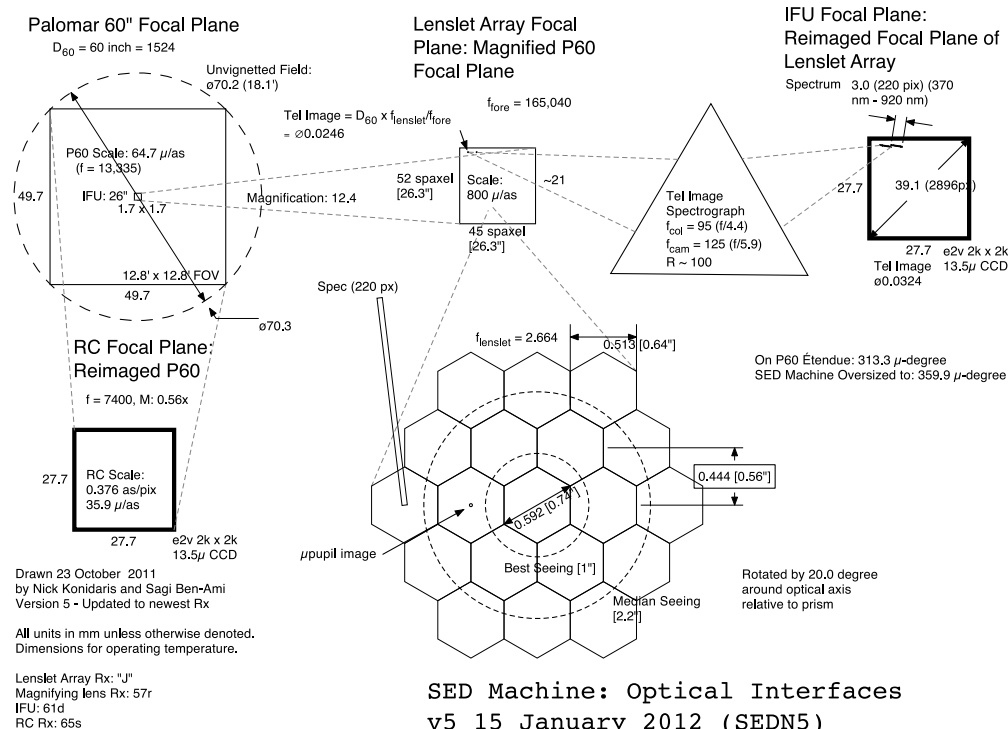 Palomar 60" Focal Plane
D60 = 60 inch = 1524
Unvignetted Field:
ø70.2 (18.1')
P60 Scale: 64.7 µ/as
(f = 13,335)
49.7
IFU: 26"
1.7 x 1.7
12.8' x 12.8' FOV
49.7
ø70.3
Magnification: 12.4
Lenslet Array Focal
Plane: Magnified P60
Focal Plane
ffore = 165,040
Tel Image = D60 x flenslet/ffore
= ∅0.0246
52 spaxel
[26.3"]
Scale:
800 µ/as
~21
45 spaxel
[26.3"]
Tel Image
Spectrograph
fcol = 95 (f/4.4)
fcam = 125 (f/5.9)
R ~ 100
IFU Focal Plane:
Reimaged Focal Plane of
Lenslet Array
Spectrum
3.0 (220 pix) (370
nm - 920 nm)
27.7
39.1 (2896px)
27.7
e2v 2k x 2k
13.5µ CCD
Tel Image
ø0.0324
RC Focal Plane:
Reimaged P60
f = 7400, M: 0.56x
27.7
RC Scale:
0.376 as/pix
35.9 µ/as
27.7
e2v 2k x 2k
13.5µ CCD
Spec (220 px)
flenslet = 2.664
0.513 [0.64"]
0.444 [0.56"]
0.592 [0.74"]
µpupil image
Best Seeing [1"]
Median Seeing
[2.2"]
On P60 Étendue: 313.3 µ-degree
SED Machine Oversized to: 359.9 µ-degree
Rotated by 20.0 degree
around optical axis
relative to prism
Drawn 23 October 2011
by Nick Konidaris and Sagi Ben-Ami
Version 5 - Updated to newest Rx
All units in mm unless otherwise denoted.
Dimensions for operating temperature.
Lenslet Array Rx: "J"
Magnifying lens Rx: 57r
IFU: 61d
RC Rx: 65s
SED Machine: Optical Interfaces
v5 15 January 2012 (SEDN5)